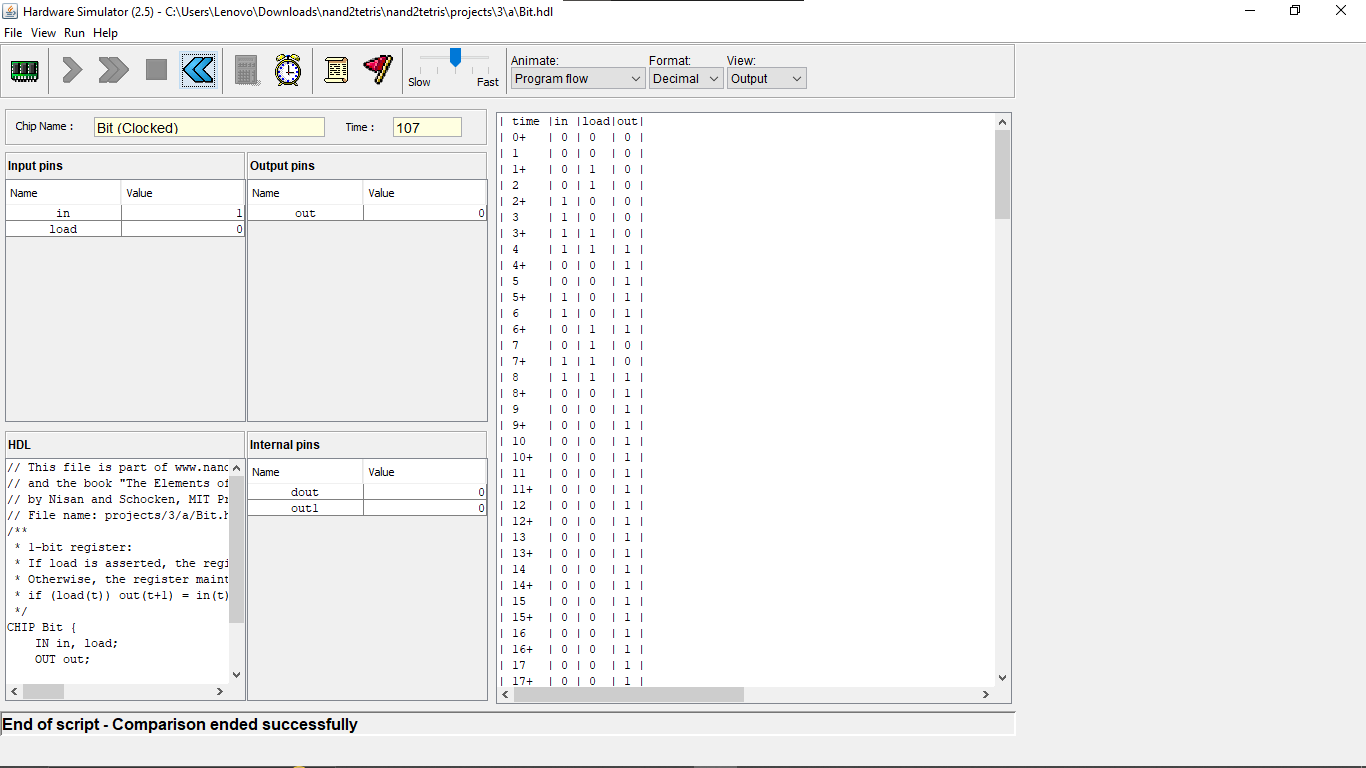 Hardware Simulator (2.5) - C:\Users\Lenovo\Downloads\nand2tetris\nand2tetris\projects\3\a\Bit.hdl
File View Run Help
Slow Fast
Animate: Format: View:
Program flow Decimal Output
Chip Name : Bit (Clocked) Time : 107
Input pins
Name Value
in 1
load 0
Output pins
Name Value
out 0
HDL
// This file is part of www.nand
// and the book "The Elements of
// by Nisan and Schocken, MIT Pr
// File name: projects/3/a/Bit.h
/**
* 1-bit register:
* If load is asserted, the regi
* Otherwise, the register maint
* if (load(t)) out(t+1) = in(t)
*/
CHIP Bit {
IN in, load;
OUT out;
Internal pins
Name Value
dout 0
out1 0
| time |in |load|out|
| 0+ | 0 | 0 | 0 |
| 1 | 0 | 0 | 0 |
| 1+ | 0 | 1 | 0 |
| 2 | 0 | 1 | 0 |
| 2+ | 1 | 0 | 0 |
| 3 | 1 | 0 | 0 |
| 3+ | 1 | 1 | 0 |
| 4 | 1 | 1 | 1 |
| 4+ | 0 | 0 | 1 |
| 5 | 0 | 0 | 1 |
| 5+ | 1 | 0 | 1 |
| 6 | 1 | 0 | 1 |
| 6+ | 0 | 1 | 1 |
| 7 | 0 | 1 | 0 |
| 7+ | 1 | 1 | 0 |
| 8 | 1 | 1 | 1 |
| 8+ | 0 | 0 | 1 |
| 9 | 0 | 0 | 1 |
| 9+ | 0 | 0 | 1 |
| 10 | 0 | 0 | 1 |
| 10+ | 0 | 0 | 1 |
| 11 | 0 | 0 | 1 |
| 11+ | 0 | 0 | 1 |
| 12 | 0 | 0 | 1 |
| 12+ | 0 | 0 | 1 |
| 13 | 0 | 0 | 1 |
| 13+ | 0 | 0 | 1 |
| 14 | 0 | 0 | 1 |
| 14+ | 0 | 0 | 1 |
| 15 | 0 | 0 | 1 |
| 15+ | 0 | 0 | 1 |
| 16 | 0 | 0 | 1 |
| 16+ | 0 | 0 | 1 |
| 17 | 0 | 0 | 1 |
| 17+ | 0 | 0 | 1 |
End of script - Comparison ended successfully